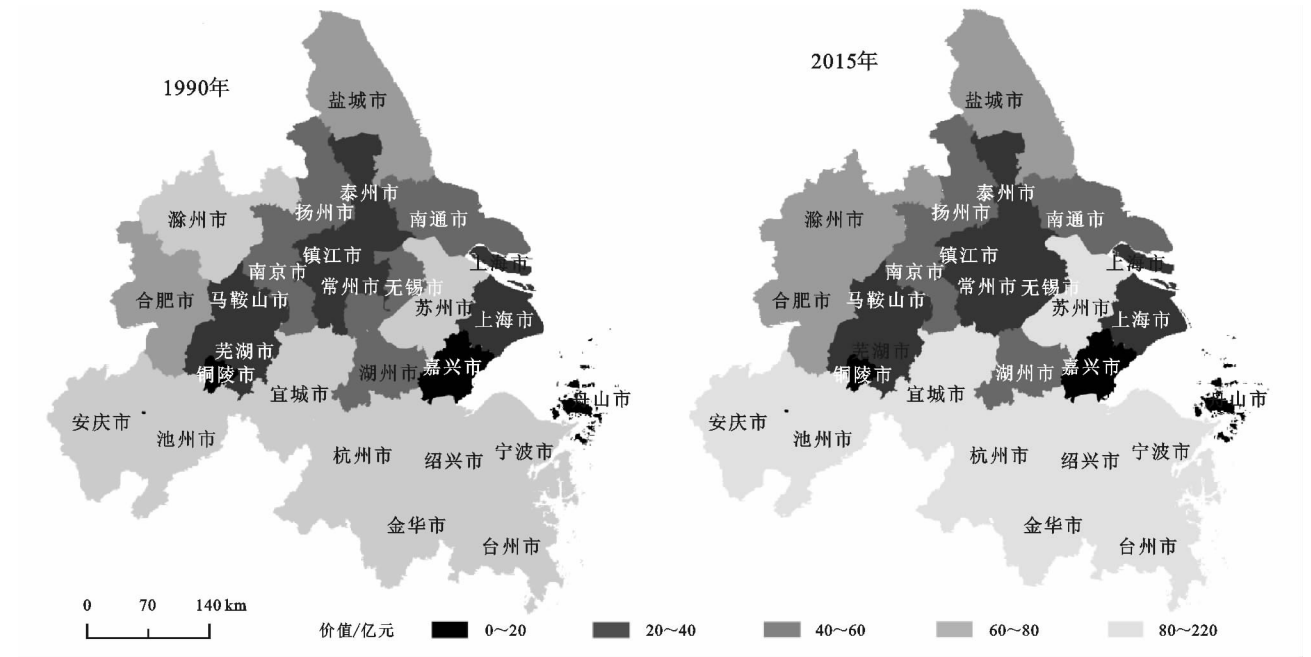 1990年
盐城市
泰州市
扬州市
南通市
滁州市
镇江市
上海市
南京市
常州市
无锡市
合肥市
马鞍山市
苏州市
上海市
芜湖市
铜陵市
湖州市
嘉兴市
宜城市
舟山市
安庆市
池州市
杭州市
绍兴市
宁波市
金华市
台州市
2015年
盐城市
泰州市
扬州市
南通市
滁州市
镇江市
上海市
南京市
常州市
无锡市
合肥市
马鞍山市
苏州市
上海市
芜湖市
铜陵市
湖州市
嘉兴市
宜城市
舟山市
安庆市
池州市
杭州市
绍兴市
宁波市
金华市
台州市
0 70 140 km
价值/亿元 0～20 20～40 40～60 60～80 80～220